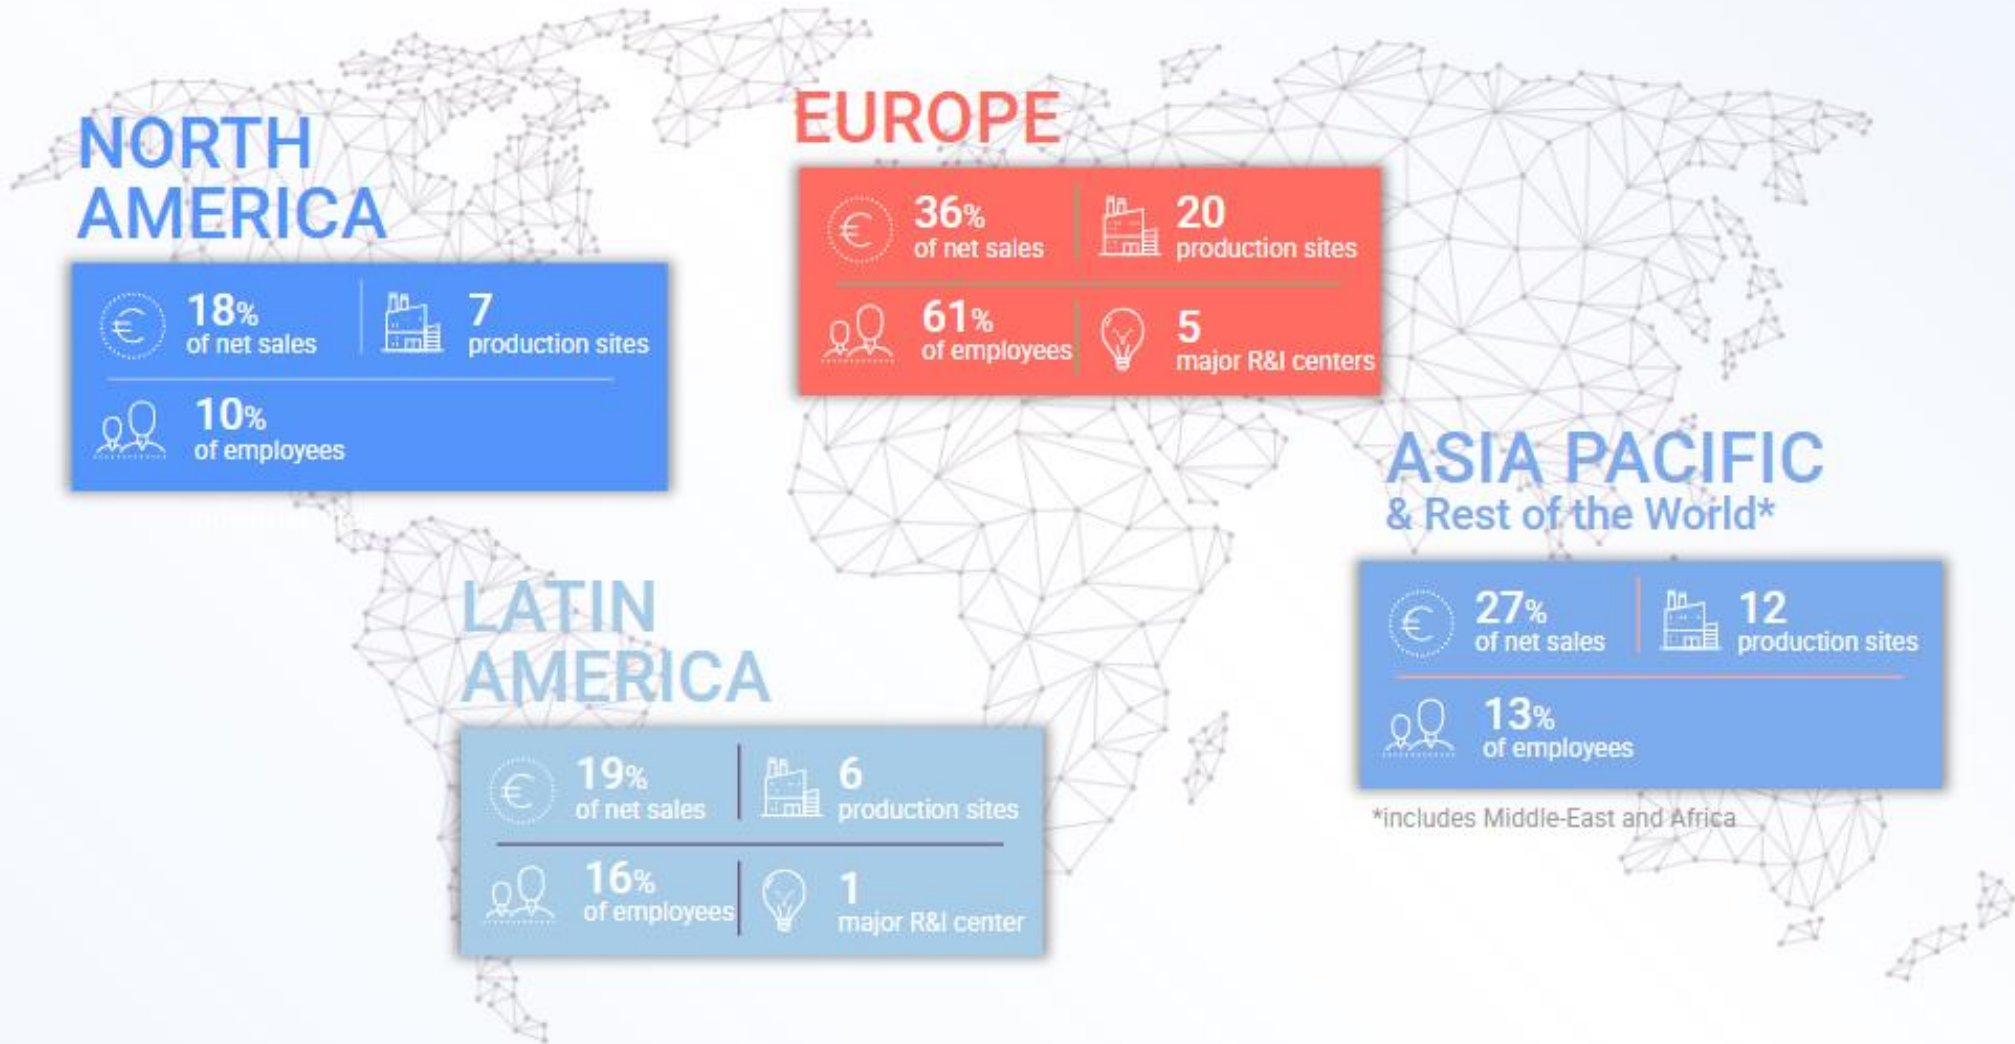 NORTH
AMERICA
18%
of net sales
7
production sites
10%
of employees
EUROPE
36%
of net sales
20
production sites
61%
of employees
5
major R&I centers
LATIN
AMERICA
19%
of net sales
6
production sites
16%
of employees
1
major R&I center
ASIA PACIFIC
& Rest of the World*
27%
of net sales
12
production sites
13%
of employees
*includes Middle-East and Africa